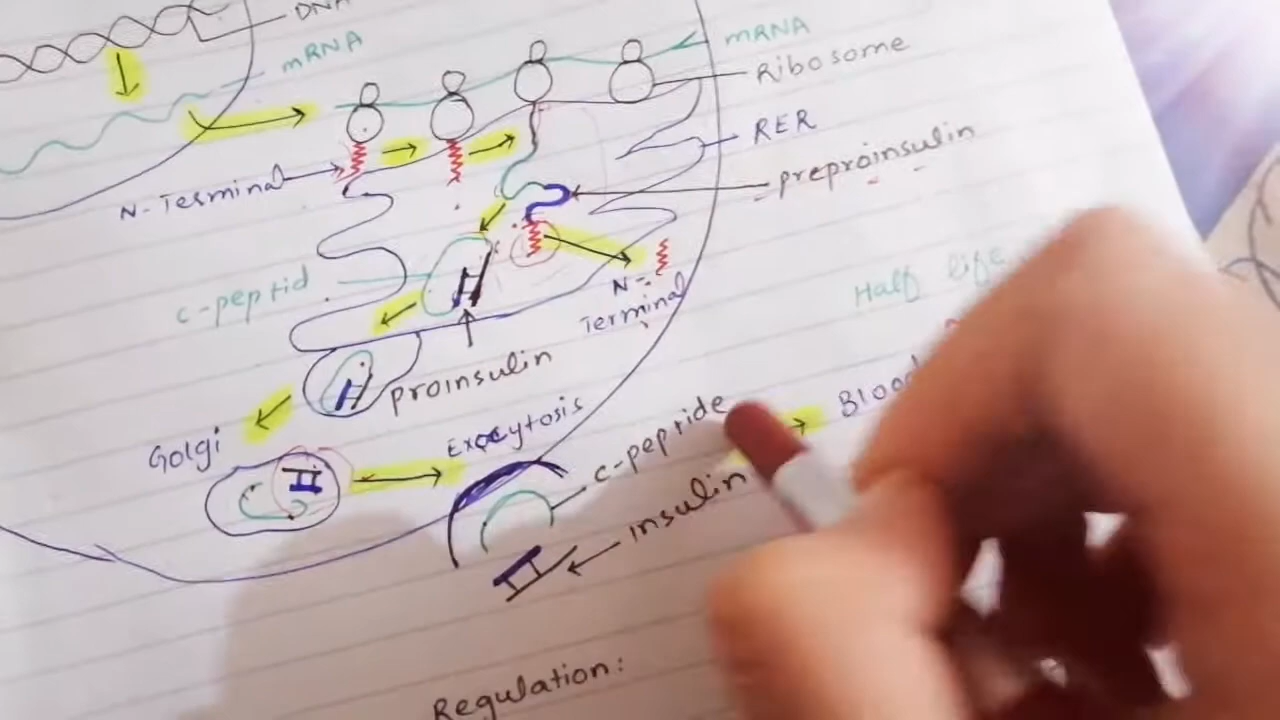 DNA
mRNA
mRNA
Ribosome
RER
N-Terminal
preproinsulin
c-peptid
N-
Terminal
Half life
proinsulin
Golgi
Exocytosis
c-peptide
Blood
insulin
Regulation: